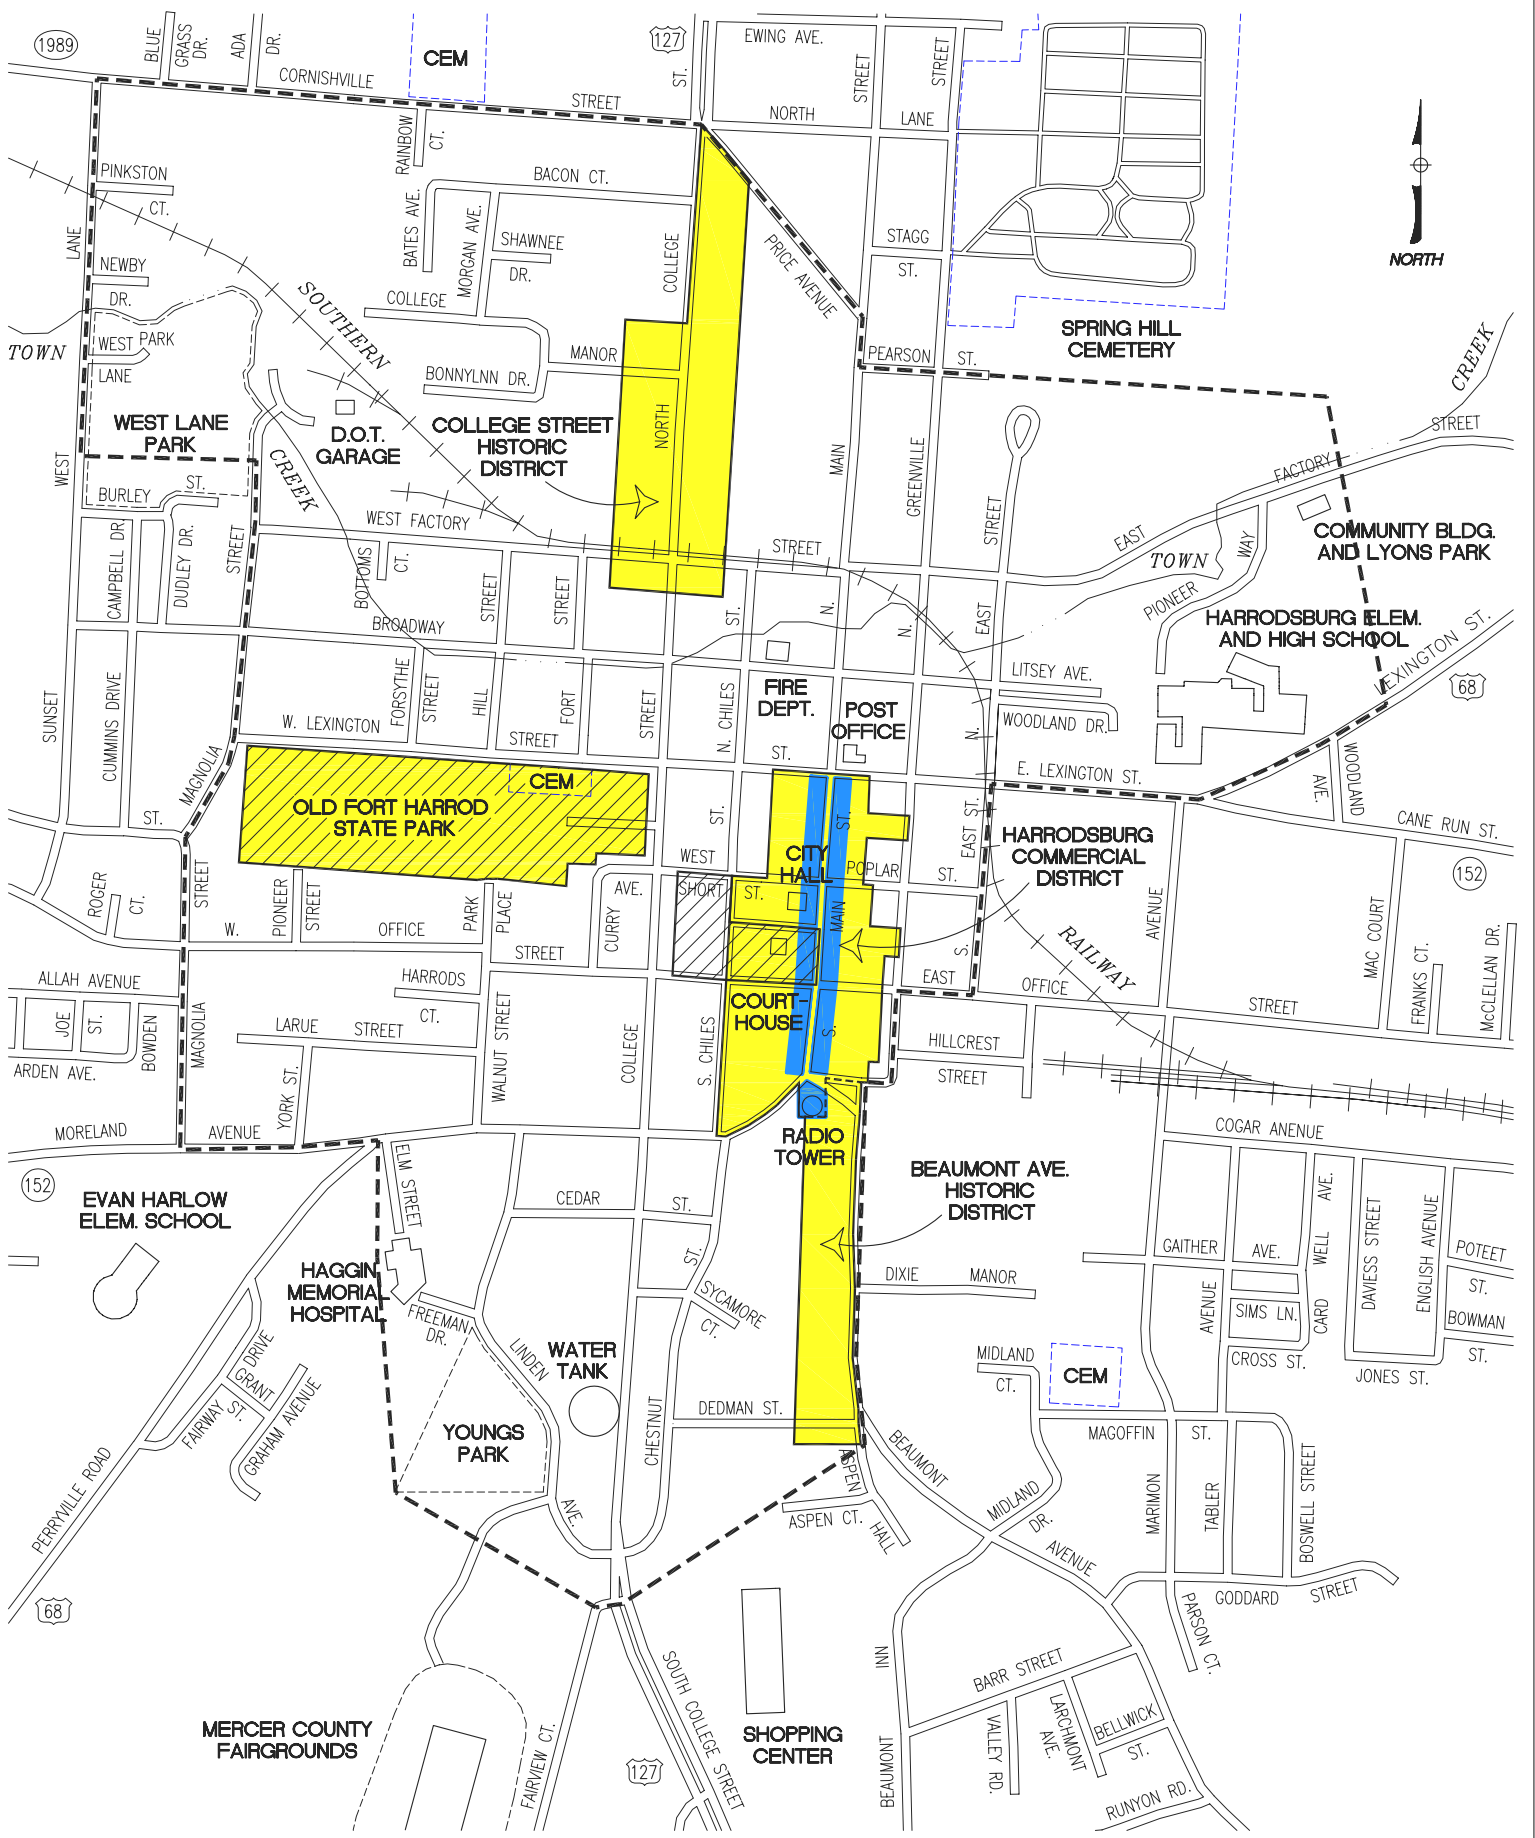 1989
BLUE
GRASS
DR.
ADA
DR.
CEM
127
ST.
EWING AVE.
STREET
STREET
CORNISHVILLE
STREET
NORTH
LANE
RAINBOW
CT.
PINKSTON
CT.
BACON CT.
BATES AVE.
MORGAN AVE.
SHAWNEE
DR.
COLLEGE
PRICE AVENUE
STAGG
ST.
NORTH
LANE
NEWBY
DR.
COLLEGE
SOUTHERN
TOWN
WEST PARK
LANE
MANOR
BONNYLNN DR.
PEARSON
ST.
SPRING HILL
CEMETERY
CREEK
WEST LANE
PARK
D.O.T.
GARAGE
COLLEGE STREET
HISTORIC
DISTRICT
NORTH
MAIN
GREENVILLE
STREET
FACTORY
WEST
CREEK
BURLEY
ST.
WEST FACTORY
STREET
STREET
EAST
TOWN
WAY
COMMUNITY BLDG.
AND LYONS PARK
CAMPBELL DR.
DUDLEY DR.
STREET
BOTTOMS
CT.
STREET
STREET
ST.
N.
N.
EAST
PIONEER
HARRODSBURG ELEM.
AND HIGH SCHOOL
BROADWAY
LEXINGTON ST.
68
SUNSET
CUMMINS DRIVE
FORSYTHE
STREET
HILL
FORT
STREET
N. CHILES
FIRE
DEPT.
POST
OFFICE
LITSEY AVE.
WOODLAND DR.
N.
W. LEXINGTON
STREET
ST.
E. LEXINGTON ST.
WOODLAND
AVE.
MAGNOLIA
CEM
OLD FORT HARROD
STATE PARK
ST.
ST.
ST.
EAST ST.
HARRODSBURG
COMMERCIAL
DISTRICT
CANE RUN ST.
152
WEST
CITY
HALL
POPLAR
ST.
SHORT
ST.
AVE.
ROGER
CT.
STREET
PIONEER
STREET
PARK
PLACE
CURRY
MAIN
S.
AVENUE
MAC COURT
FRANKS CT.
McCLELLAN DR.
W.
OFFICE
STREET
EAST
OFFICE
STREET
RAILWAY
ALLAH AVENUE
HARRODS
CT.
COURT-
HOUSE
JOE
ST.
BOWDEN
MAGNOLIA
LARUE
STREET
WALNUT STREET
COLLEGE
S. CHILES
S.
HILLCREST
STREET
ARDEN AVE.
YORK ST.
MORELAND
AVENUE
COGAR ANENUE
RADIO
TOWER
152
EVAN HARLOW
ELEM. SCHOOL
ELM STREET
CEDAR
ST.
BEAUMONT AVE.
HISTORIC
DISTRICT
GAITHER
AVE.
CARD WELL AVE.
DAVIESS STREET
ENGLISH AVENUE
POTEET
ST.
HAGGIN
MEMORIAL
HOSPITAL
FREEMAN
DR.
ST.
SYCAMORE
CT.
DIXIE
MANOR
AVENUE
SIMS LN.
BOWMAN
ST.
DRIVE
GRANT
LINDEN
WATER
TANK
MIDLAND
CT.
CEM
CROSS ST.
JONES ST.
FAIRWAY
ST.
GRAHAM AVENUE
YOUNGS
PARK
CHESTNUT
DEDMAN ST.
MAGOFFIN
ST.
PERRYVILLE ROAD
AVE.
ASPEN
HALL
ASPEN CT.
BEAUMONT
AVENUE
MIDLAND
DR.
MARIMON
TABLER
BOSWELL STREET
68
GODDARD
STREET
PARSON CT.
INN
BARR STREET
SOUTH COLLEGE STREET
MERCER COUNTY
FAIRGROUNDS
FAIRVIEW CT.
127
SHOPPING
CENTER
BEAUMONT
VALLEY RD.
LARCHMONT
AVE.
BELLWICK
ST.
RUNYON RD.